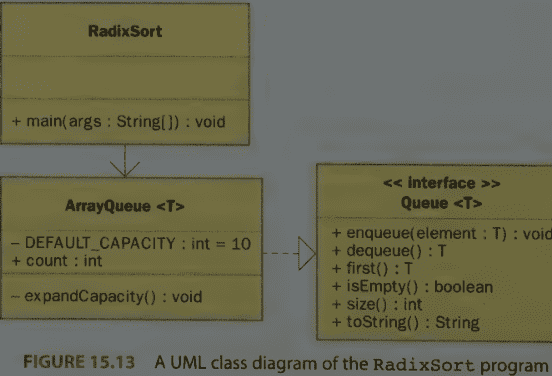 RadixSort
+ main(args : String[]) : void
ArrayQueue <T>
– DEFAULT_CAPACITY : int = 10
+ count : int
– expandCapacity() : void
<< interface >>
Queue <T>
+ enqueue(element : T) : void
+ dequeue() : T
+ first() : T
+ isEmpty() : boolean
+ size() : int
+ toString() : String
FIGURE 15.13 A UML class diagram of the RadixSort program